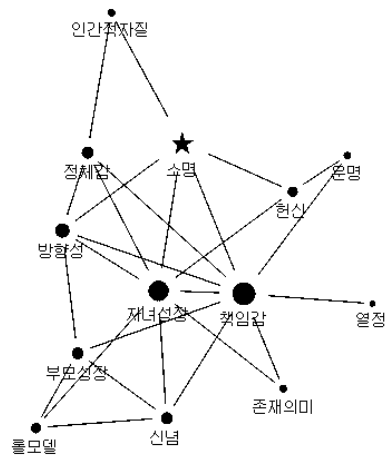 인간적자질
정체감
소명
운명
헌신
방향성
자녀성장
책임감
열정
부모성장
존재의미
롤모델
신념